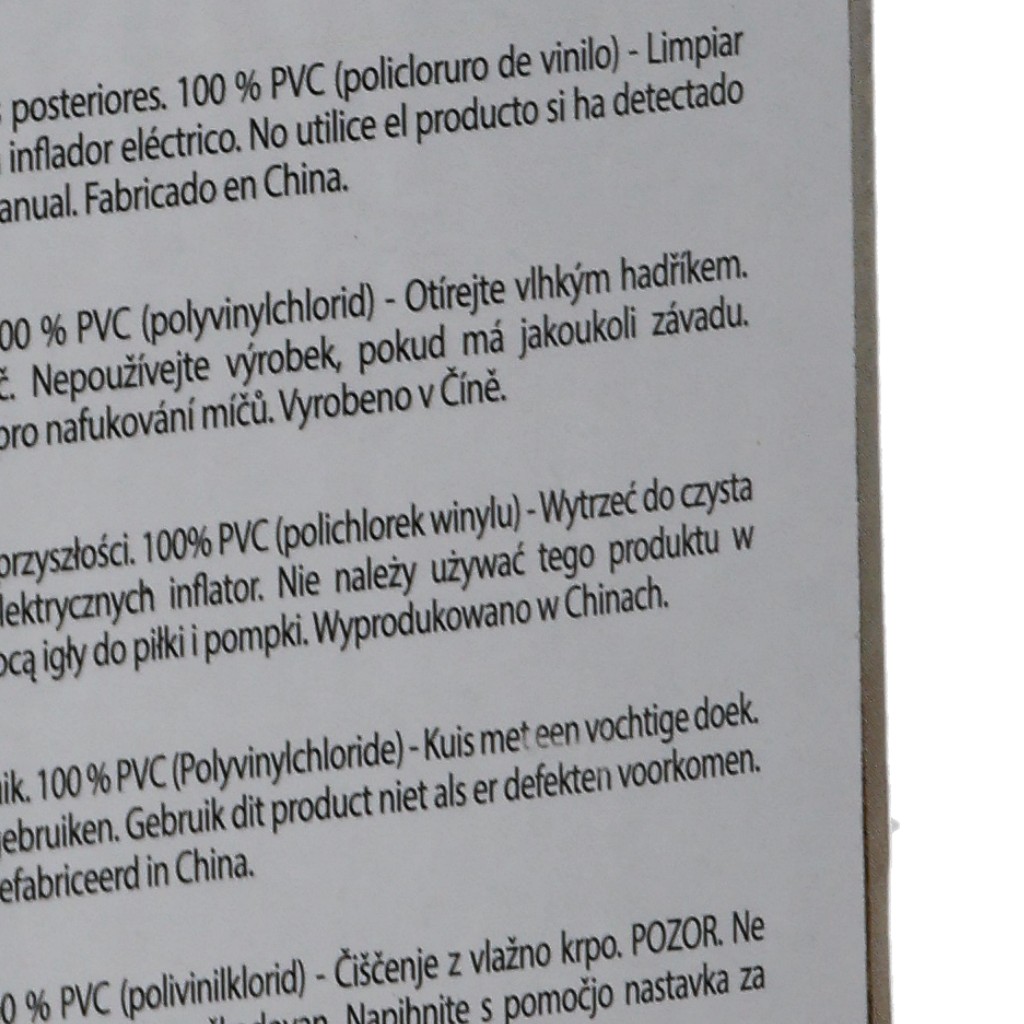 posteriores. 100 % PVC (policloruro de vinilo) - Limpiar
inflador eléctrico. No utilice el producto si ha detectado
anual. Fabricado en China.
00 % PVC (polyvinylchlorid) - Otírejte vlhkým hadříkem.
č. Nepoužívejte výrobek, pokud má jakoukoli závadu.
pro nafukování míčů. Vyrobeno v Číně.
przyszłości. 100% PVC (polichlorek winylu) - Wytrzeć do czysta
lektrycznych inflator. Nie należy używać tego produktu w
ocą igły do piłki i pompki. Wyprodukowano w Chinach.
ik. 100 % PVC (Polyvinylchloride) - Kuis met een vochtige doek.
ebruiken. Gebruik dit product niet als er defekten voorkomen.
efabriceerd in China.
0 % PVC (polivinilklorid) - Čiščenje z vlažno krpo. POZOR. Ne
Napihnite s pomočjo nastavka za